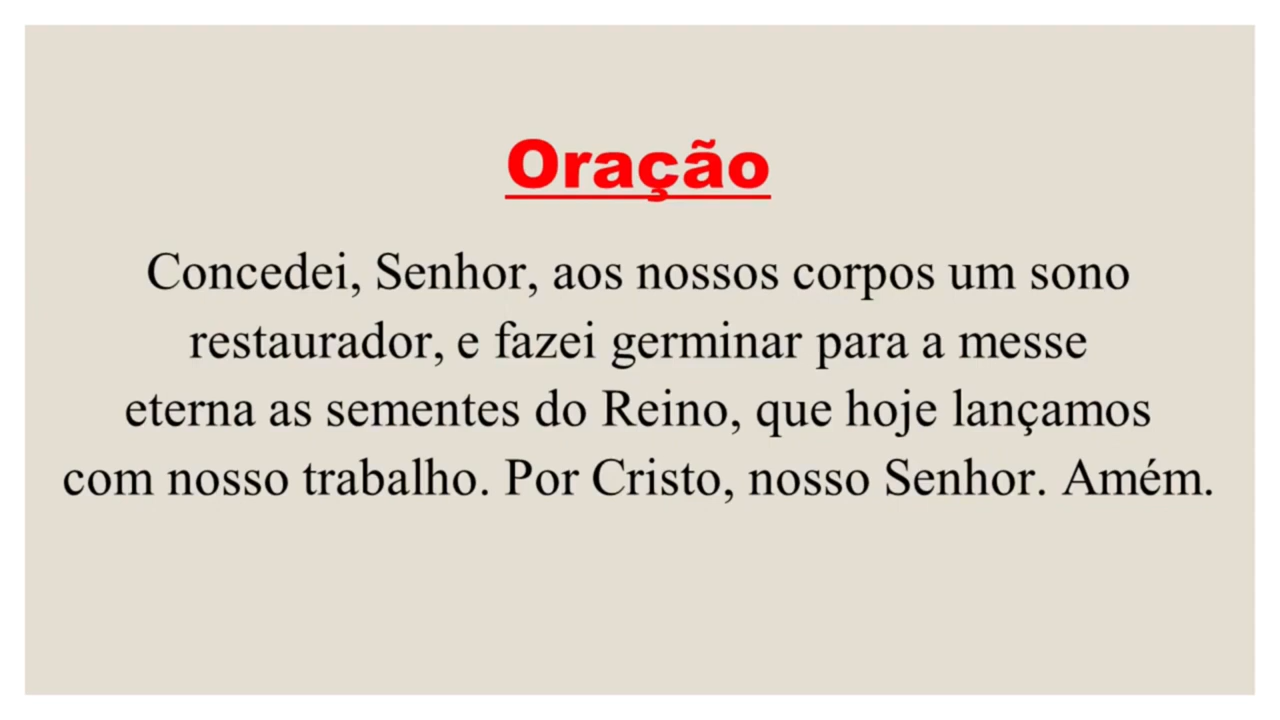 Oração
Concedei, Senhor, aos nossos corpos um sono
restaurador, e fazei germinar para a messe
eterna as sementes do Reino, que hoje lançamos
com nosso trabalho. Por Cristo, nosso Senhor. Amém.